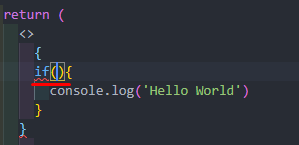 return (
<>
{
if(){
console.log('Hello World')
}
}